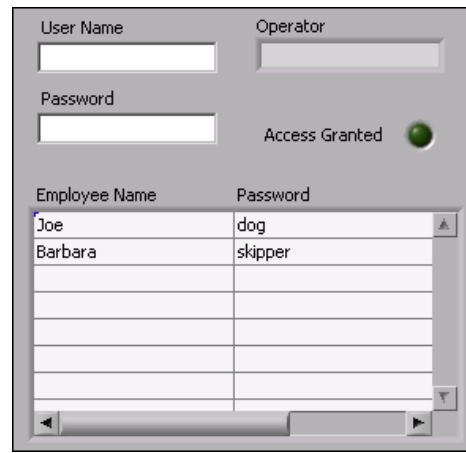 User Name Operator
Password
Access Granted
Employee Name Password
Joe dog
Barbara skipper